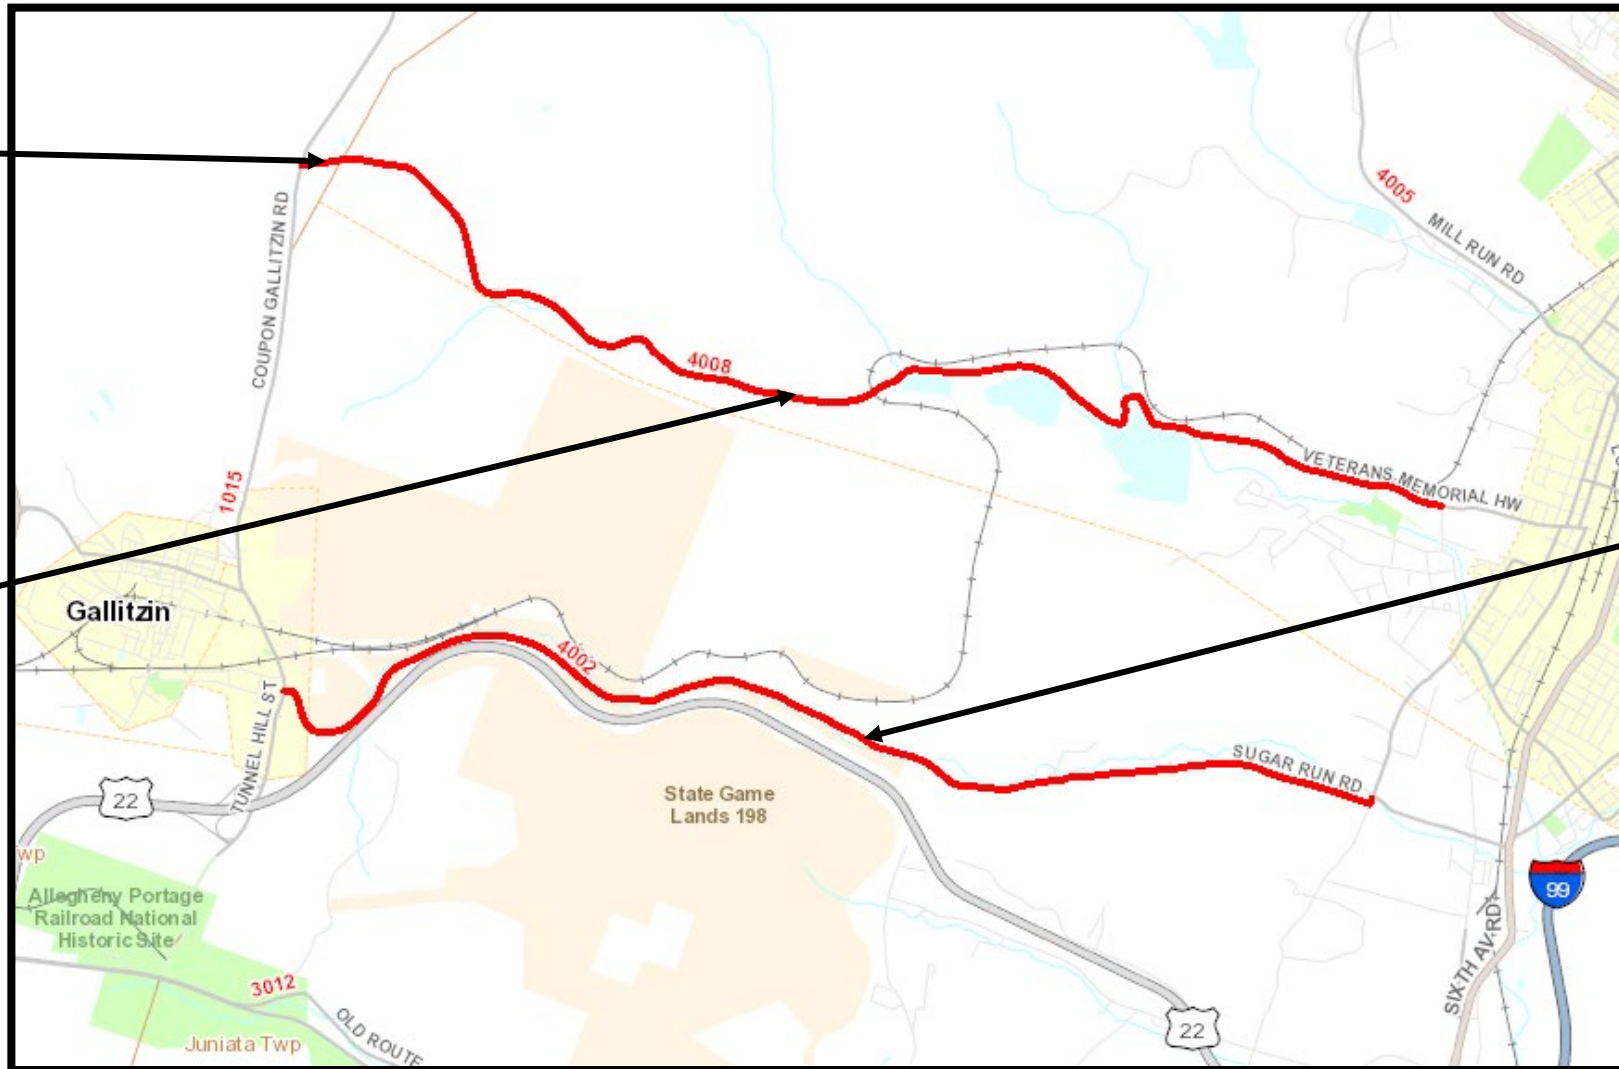 4005
MILL RUN RD
COUPON GALLITZIN RD
4008
1015
VETERANS MEMORIAL HW
Gallitzin
4002
TUNNEL HILL ST
SUGAR RUN RD
22
State Game
Lands 198
wp
Allegheny Portage
Railroad National
Historic Site
99
SIXTH AV RD
3012
OLD ROUTE
22
Juniata Twp